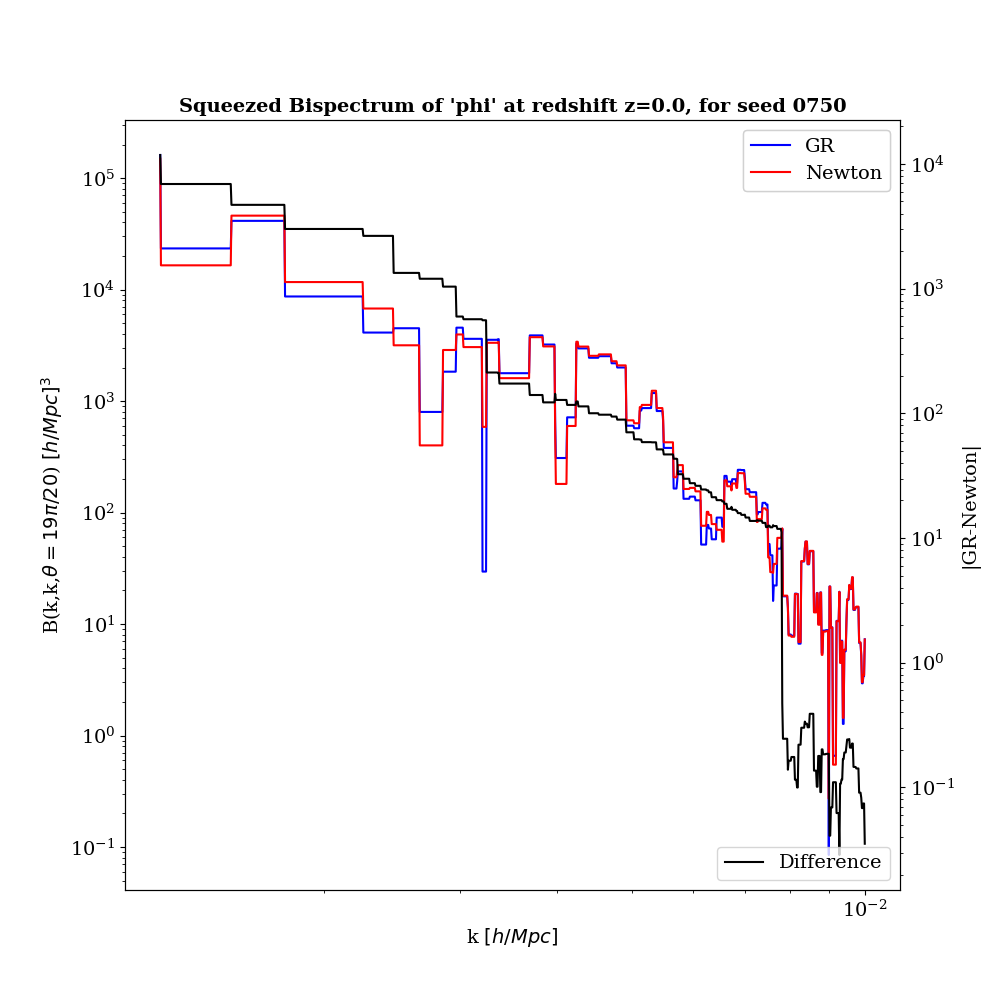 Squeezed Bispectrum of 'phi' at redshift z=0.0, for seed 0750
GR
Newton
10^5
10^4
10^3
10^2
10^1
10^0
10^-1
B(k,k,θ = 19π/20) [h/Mpc]^3
10^4
10^3
10^2
10^1
10^0
10^-1
|GR-Newton|
Difference
10^-2
k [h/Mpc]